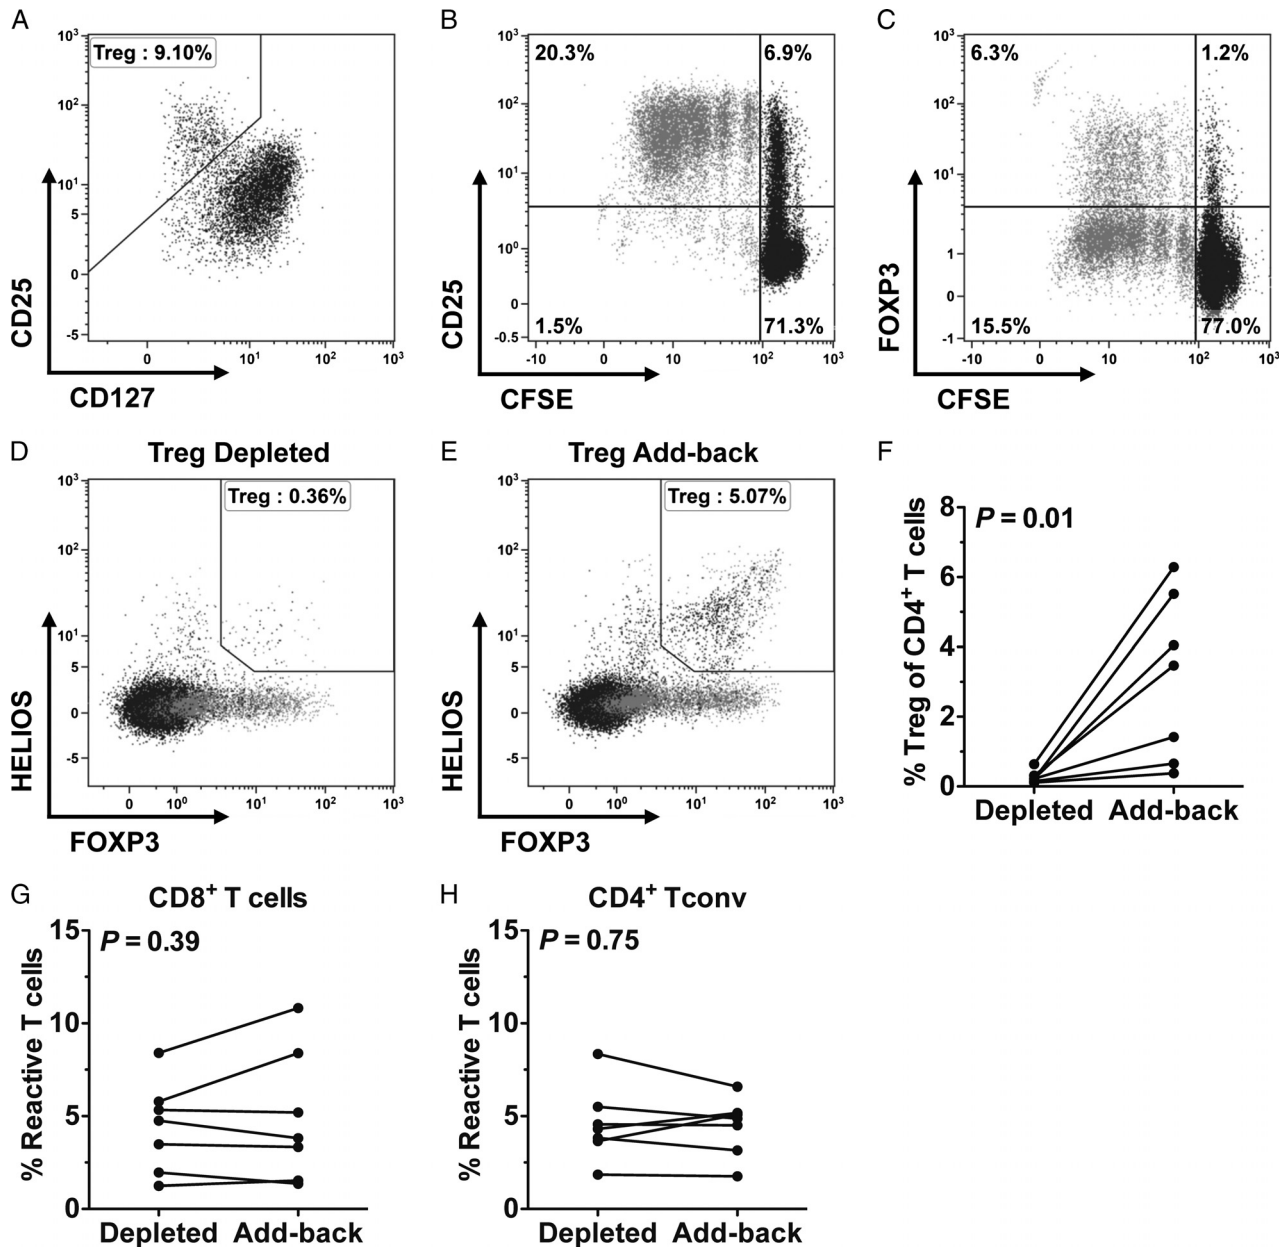 A
B
C
Treg : 9.10%
10³
10²
10¹
5
0
-5
0
10¹
10²
10³
CD25
CD127
20.3%
6.9%
1.5%
71.3%
10³
10²
10¹
10⁰
0
-0.5
-10
0
10
10²
10³
CD25
CFSE
6.3%
1.2%
15.5%
77.0%
10³
10²
10¹
1
0
-1
-10
0
10
10²
10³
FOXP3
CFSE
D
Treg Depleted
E
Treg Add-back
F
Treg : 0.36%
10³
10²
10¹
5
0
-5
0
10⁰
10¹
10²
10³
HELIOS
FOXP3
Treg : 5.07%
10³
10²
10¹
5
0
-5
0
10⁰
10¹
10²
10³
HELIOS
FOXP3
P = 0.01
8
6
4
2
0
% Treg of CD4⁺ T cells
Depleted
Add-back
G
CD8⁺ T cells
P = 0.39
15
10
5
0
% Reactive T cells
Depleted
Add-back
H
CD4⁺ Tconv
P = 0.75
15
10
5
0
% Reactive T cells
Depleted
Add-back